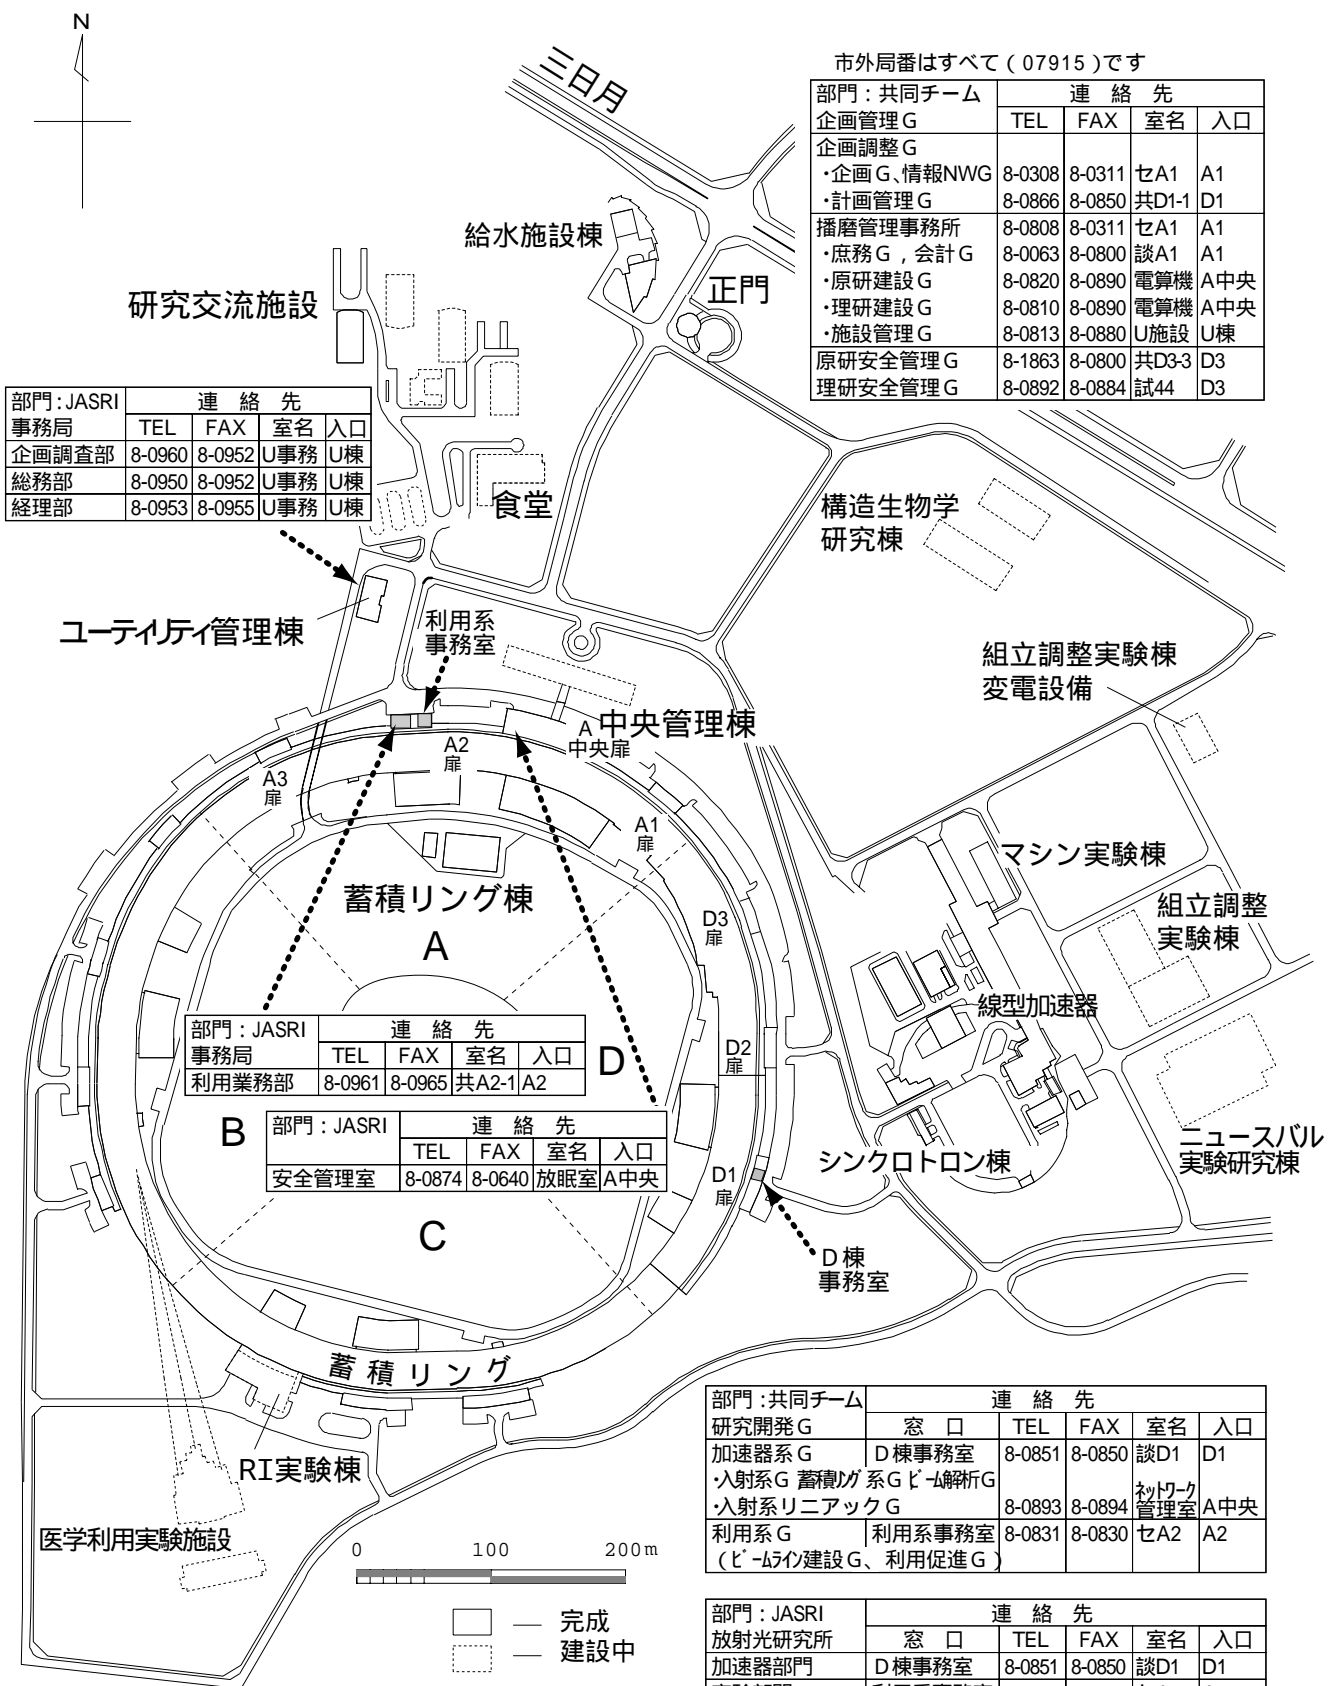 N
三日月
市外局番はすべて（07915）です
部門：共同チーム 連 絡 先
企画管理G TEL FAX 室名 入口
企画調整G
・企画G、情報NWG 8-0308 8-0311 セA1 A1
・計画管理G 8-0866 8-0850 共D1-1 D1
播磨管理事務所 8-0808 8-0311 セA1 A1
・庶務G，会計G 8-0063 8-0800 談A1 A1
・原研建設G 8-0820 8-0890 電算機 A中央
・理研建設G 8-0810 8-0890 電算機 A中央
・施設管理G 8-0813 8-0880 U施設 U棟
原研安全管理G 8-1863 8-0800 共D3-3 D3
理研安全管理G 8-0892 8-0884 試44 D3
給水施設棟
正門
研究交流施設
部門：JASRI 連 絡 先
事務局 TEL FAX 室名 入口
企画調査部 8-0960 8-0952 U事務 U棟
総務部 8-0950 8-0952 U事務 U棟
経理部 8-0953 8-0955 U事務 U棟
食堂
構造生物学
研究棟
ユーティリティ管理棟
利用系
事務室
組立調整実験棟
変電設備
中央管理棟
A
中央扉
A2
扉
A3
扉
A1
扉
マシン実験棟
蓄積リング棟
組立調整
実験棟
D3
扉
A
線型加速器
部門：JASRI 連 絡 先
事務局 TEL FAX 室名 入口
利用業務部 8-0961 8-0965 共A2-1 A2
D
D2
扉
B
部門：JASRI 連 絡 先
TEL FAX 室名 入口
安全管理室 8-0874 8-0640 放眠室 A中央
シンクロトロン棟
ニュースバル
実験研究棟
D1
扉
C
D棟
事務室
蓄積リング
RI実験棟
医学利用実験施設
0 100 200m
— 完成
— 建設中
部門：共同チーム 連 絡 先
研究開発G 窓 口 TEL FAX 室名 入口
加速器系G D棟事務室 8-0851 8-0850 談D1 D1
・入射系G 蓄積リング系G ビーム解析G
・入射系リニアックG 8-0893 8-0894 ネットワーク管理室 A中央
利用系G 利用系事務室 8-0831 8-0830 セA2 A2
（ビームライン建設G、利用促進G）
部門：JASRI 連 絡 先
放射光研究所 窓 口 TEL FAX 室名 入口
加速器部門 D棟事務室 8-0851 8-0850 談D1 D1